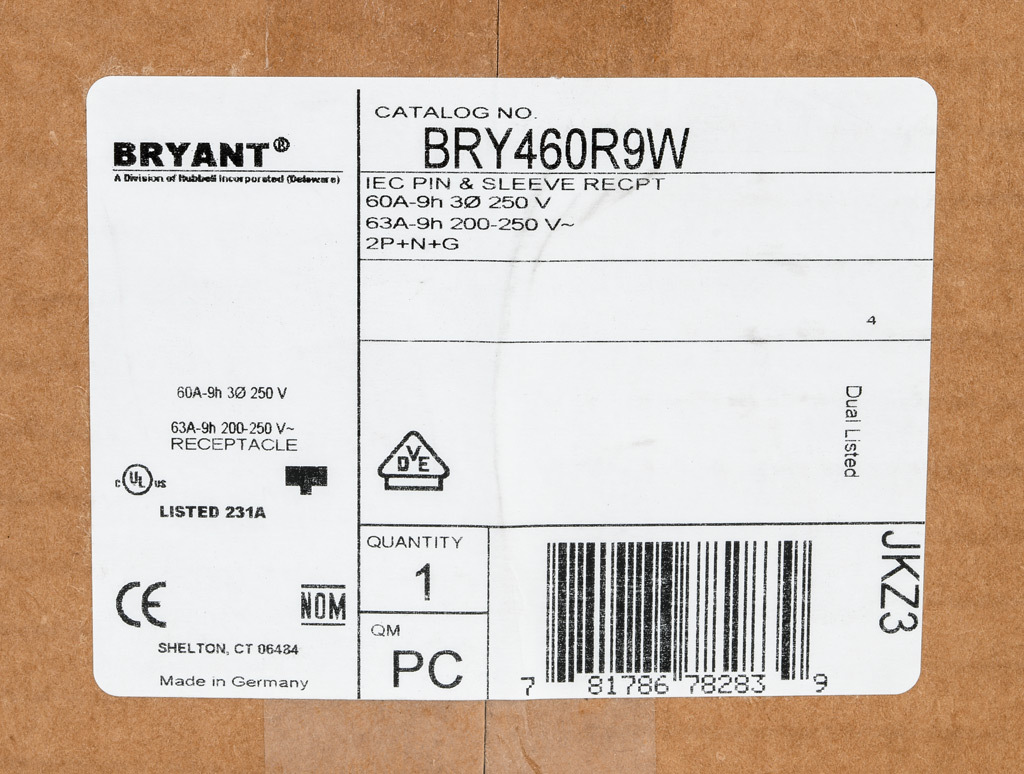 BRYANT®
A Division of Hubbell Incorporated (Delaware)
60A-9h 3Ø 250 V
63A-9h 200-250 V~
RECEPTACLE
C UL US
LISTED 231A
CE
NOM
SHELTON, CT 06484
Made in Germany
CATALOG NO.
BRY460R9W
IEC PIN & SLEEVE RECPT
60A-9h 3Ø 250 V
63A-9h 200-250 V~
2P+N+G
4
Dual Listed
DVE
QUANTITY
1
QM
PC
JKZ3
7 81786 78283 9